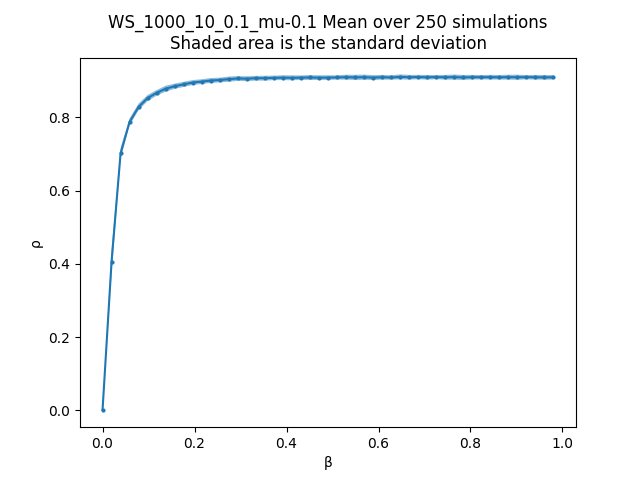 WS_1000_10_0.1_mu-0.1 Mean over 250 simulations
Shaded area is the standard deviation
0.8
0.6
ρ
0.4
0.2
0.0
0.0 0.2 0.4 0.6 0.8 1.0
β